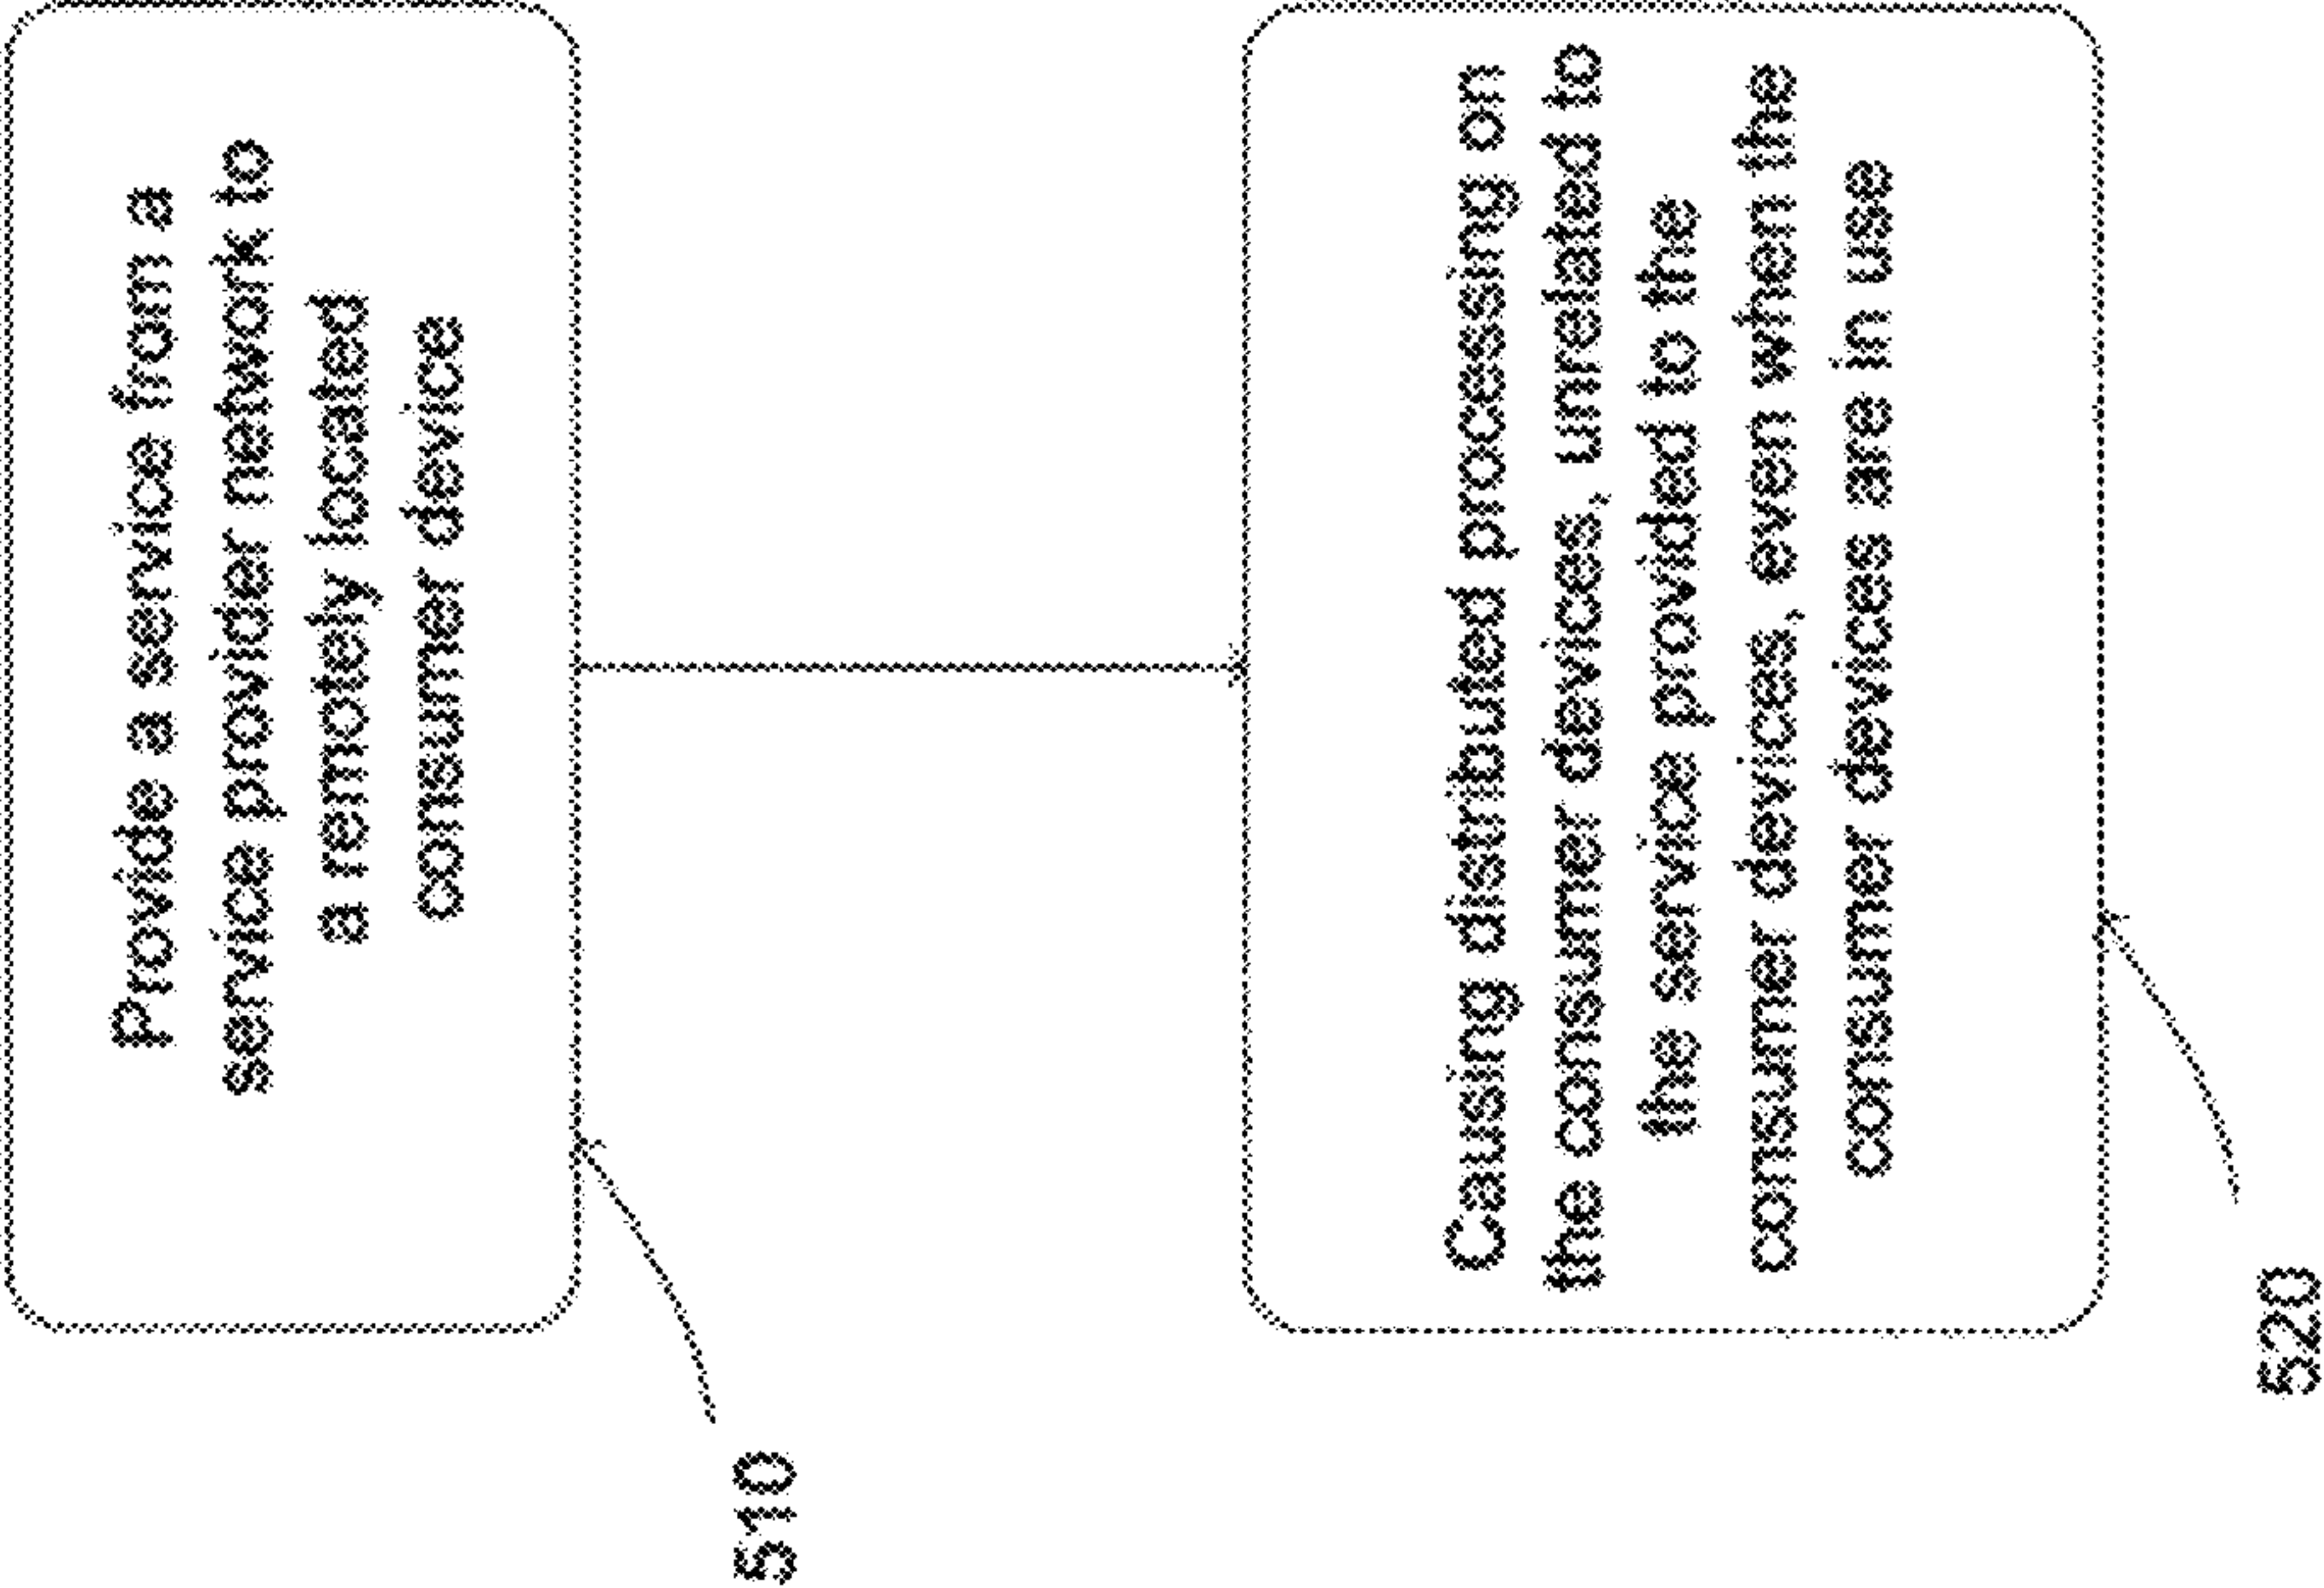 Provide a service from a
service provider network to
a remotely located
consumer device
510
Causing distributed processing on
the consumer devices, unrelated to
the service provided to the
consumer devices, even when the
consumer devices are in use
520